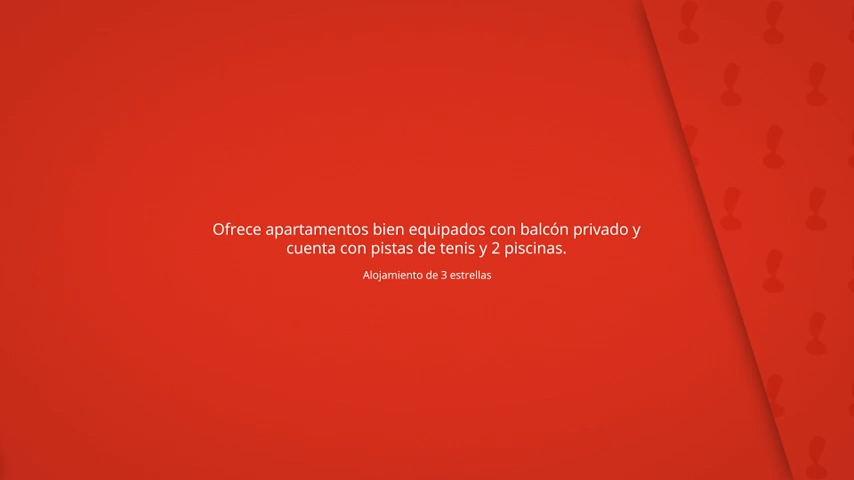 Ofrece apartamentos bien equipados con balcón privado y
cuenta con pistas de tenis y 2 piscinas.
Alojamiento de 3 estrellas